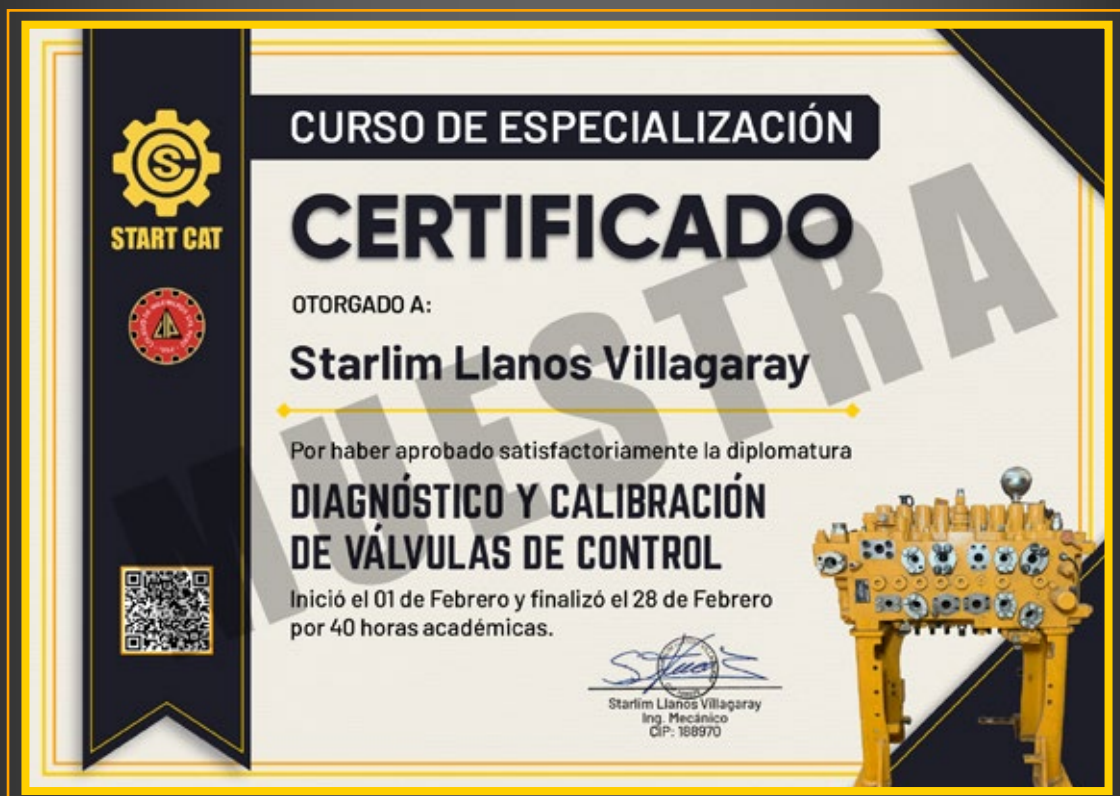 CURSO DE ESPECIALIZACIÓN
START CAT
CERTIFICADO
OTORGADO A:
Starlim Llanos Villagaray
Por haber aprobado satisfactoriamente la diplomatura
DIAGNÓSTICO Y CALIBRACIÓN
DE VÁLVULAS DE CONTROL
Inició el 01 de Febrero y finalizó el 28 de Febrero
por 40 horas académicas.
Starlim Llanos Villagaray
Ing. Mecánico
CIP: 188970
MUESTRA